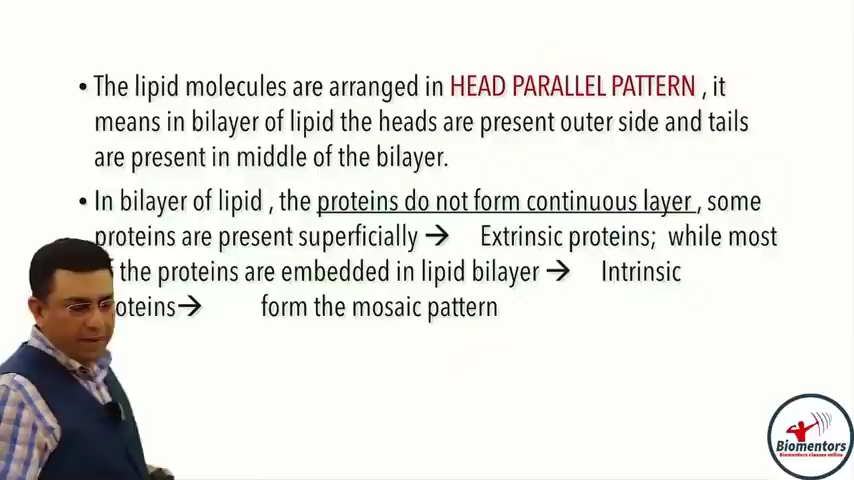 • The lipid molecules are arranged in HEAD PARALLEL PATTERN , it
means in bilayer of lipid the heads are present outer side and tails
are present in middle of the bilayer.
• In bilayer of lipid , the proteins do not form continuous layer , some
proteins are present superficially → Extrinsic proteins; while most
the proteins are embedded in lipid bilayer → Intrinsic
oteins→ form the mosaic pattern
Biomentors
Biomentors classes online